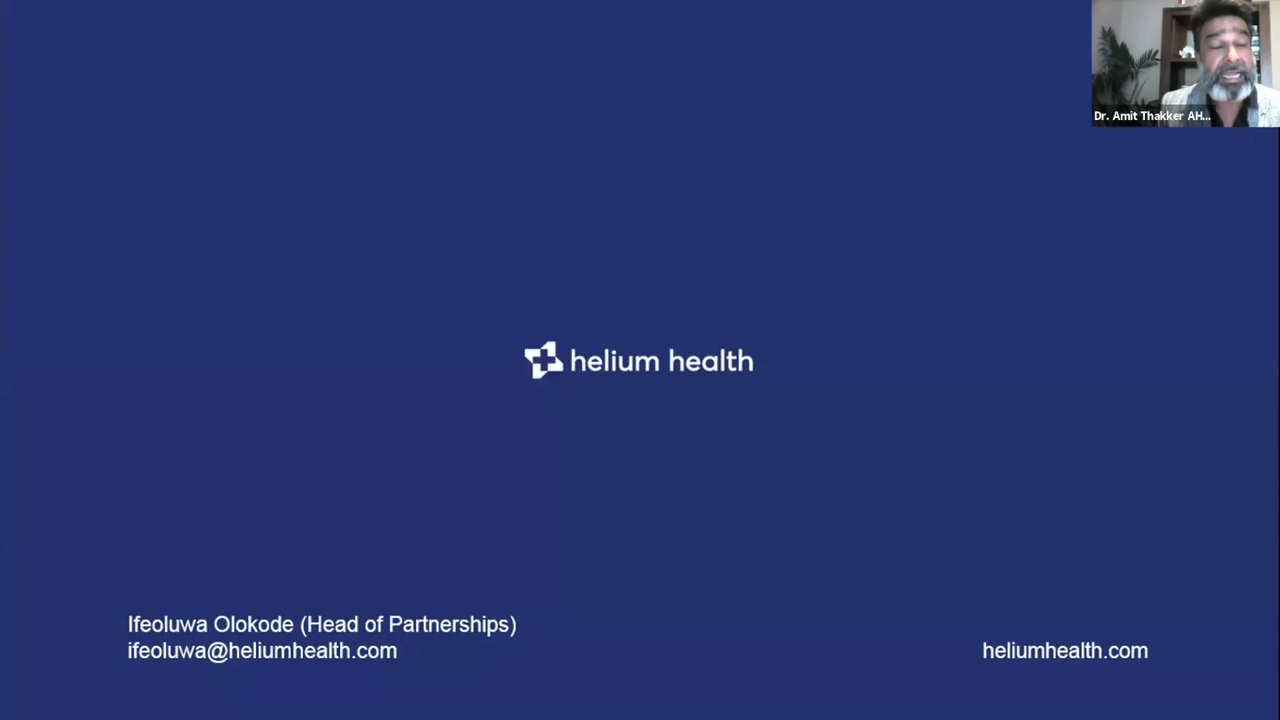 Dr. Amit Thakker AH...
helium health
Ifeoluwa Olokode (Head of Partnerships)
ifeoluwa@heliumhealth.com
heliumhealth.com